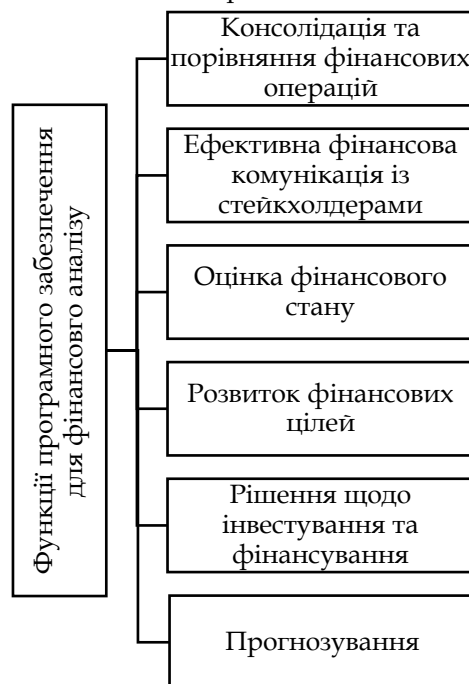 Функції програмного забезпечення
для фінансовго аналізу
Консолідація та
порівняння фінансових
операцій
Ефективна фінансова
комунікація із
стейкхолдерами
Оцінка фінансового
стану
Розвиток фінансових
цілей
Рішення щодо
інвестування та
фінансування
Прогнозування